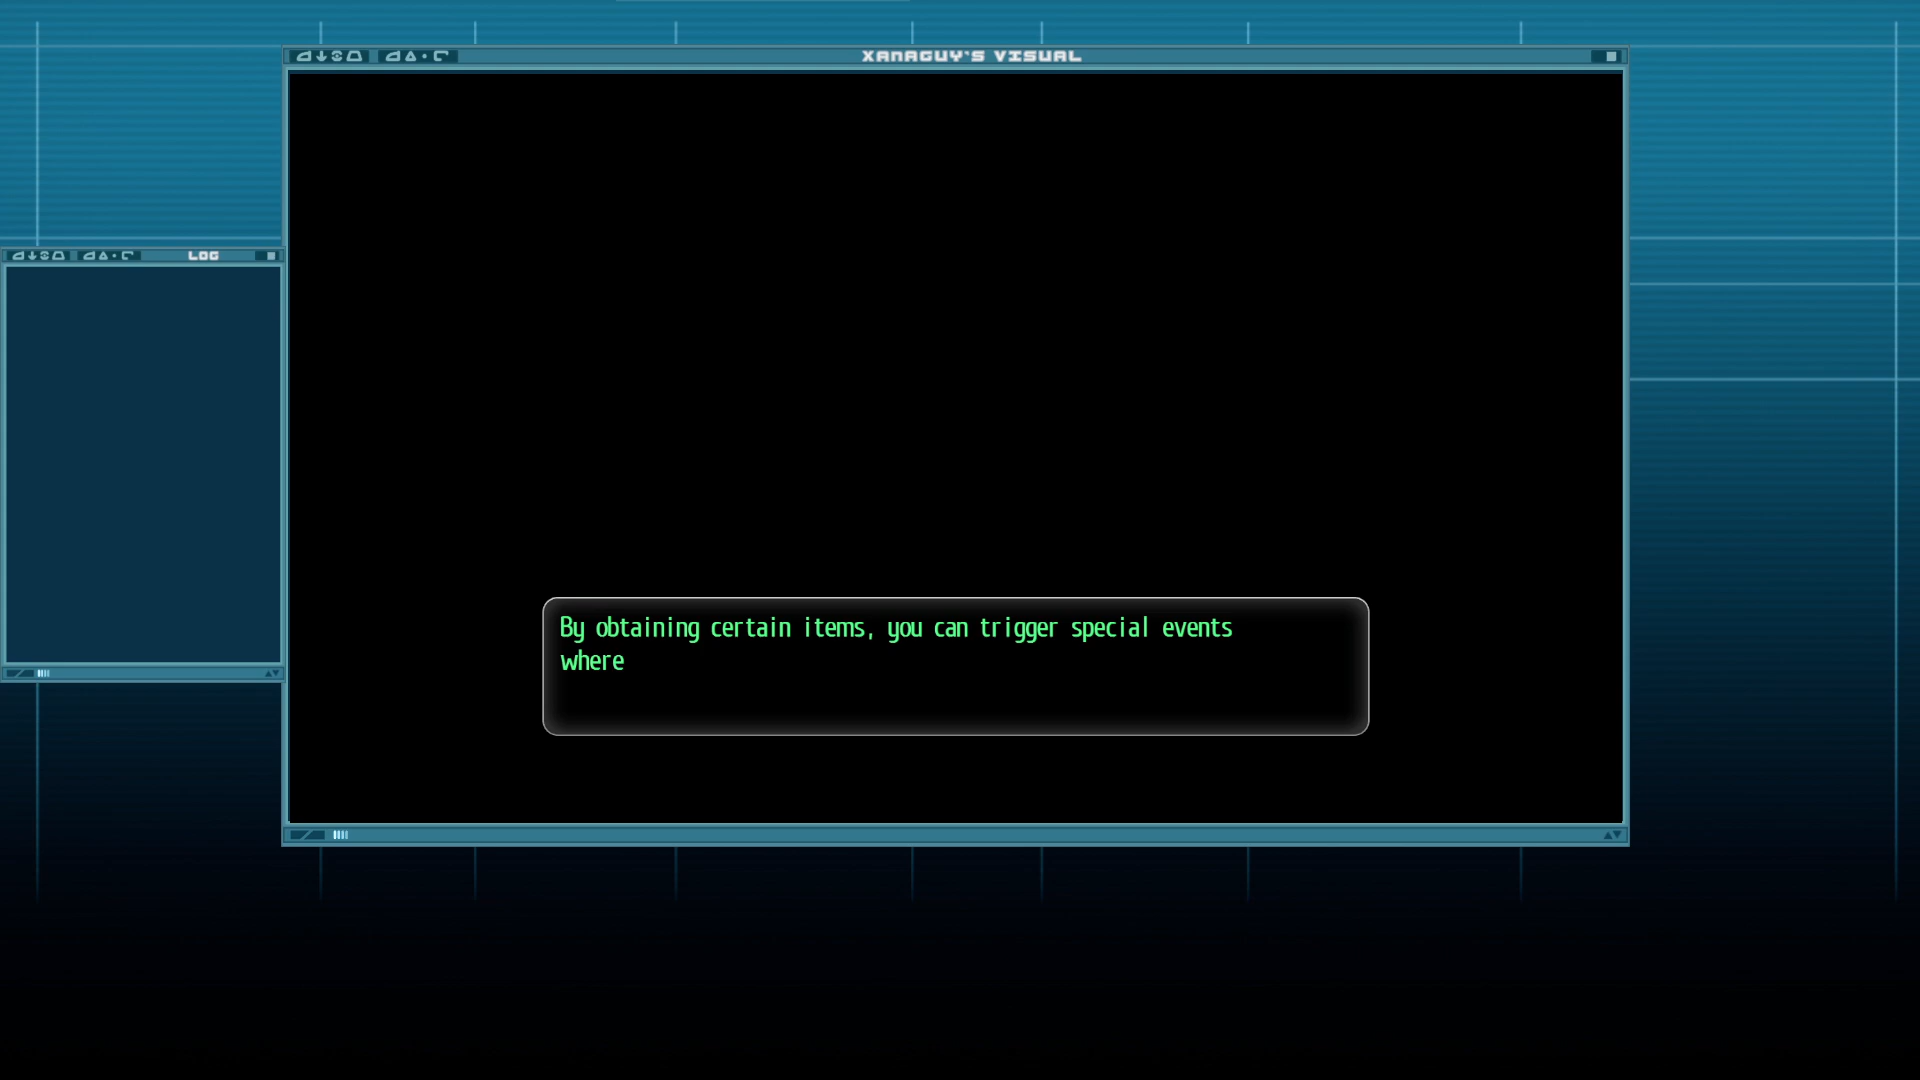 XANAGUY'S VISUAL
LOG
By obtaining certain items, you can trigger special events
where